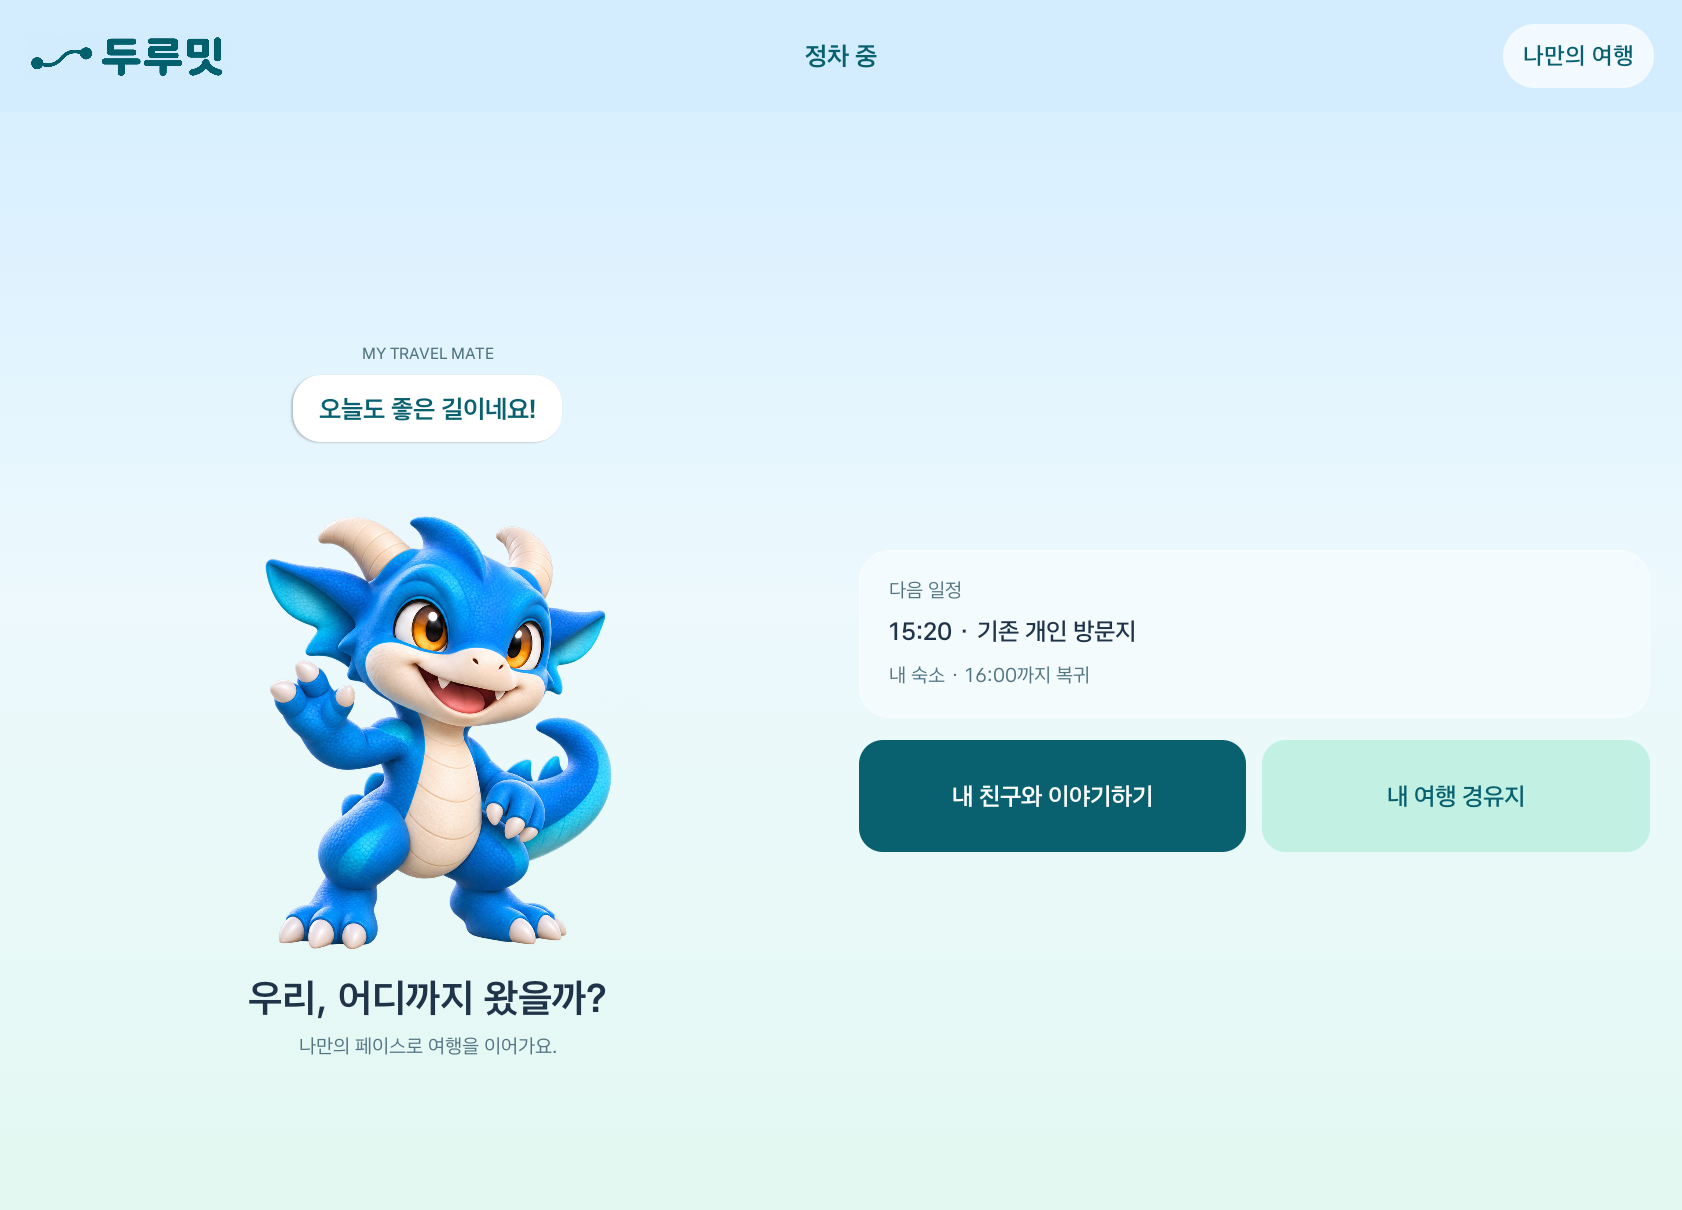 두루밋
정차 중
나만의 여행
MY TRAVEL MATE
오늘도 좋은 길이네요!
우리, 어디까지 왔을까?
나만의 페이스로 여행을 이어가요.
다음 일정
15:20 · 기존 개인 방문지
내 숙소 · 16:00까지 복귀
내 친구와 이야기하기
내 여행 경유지